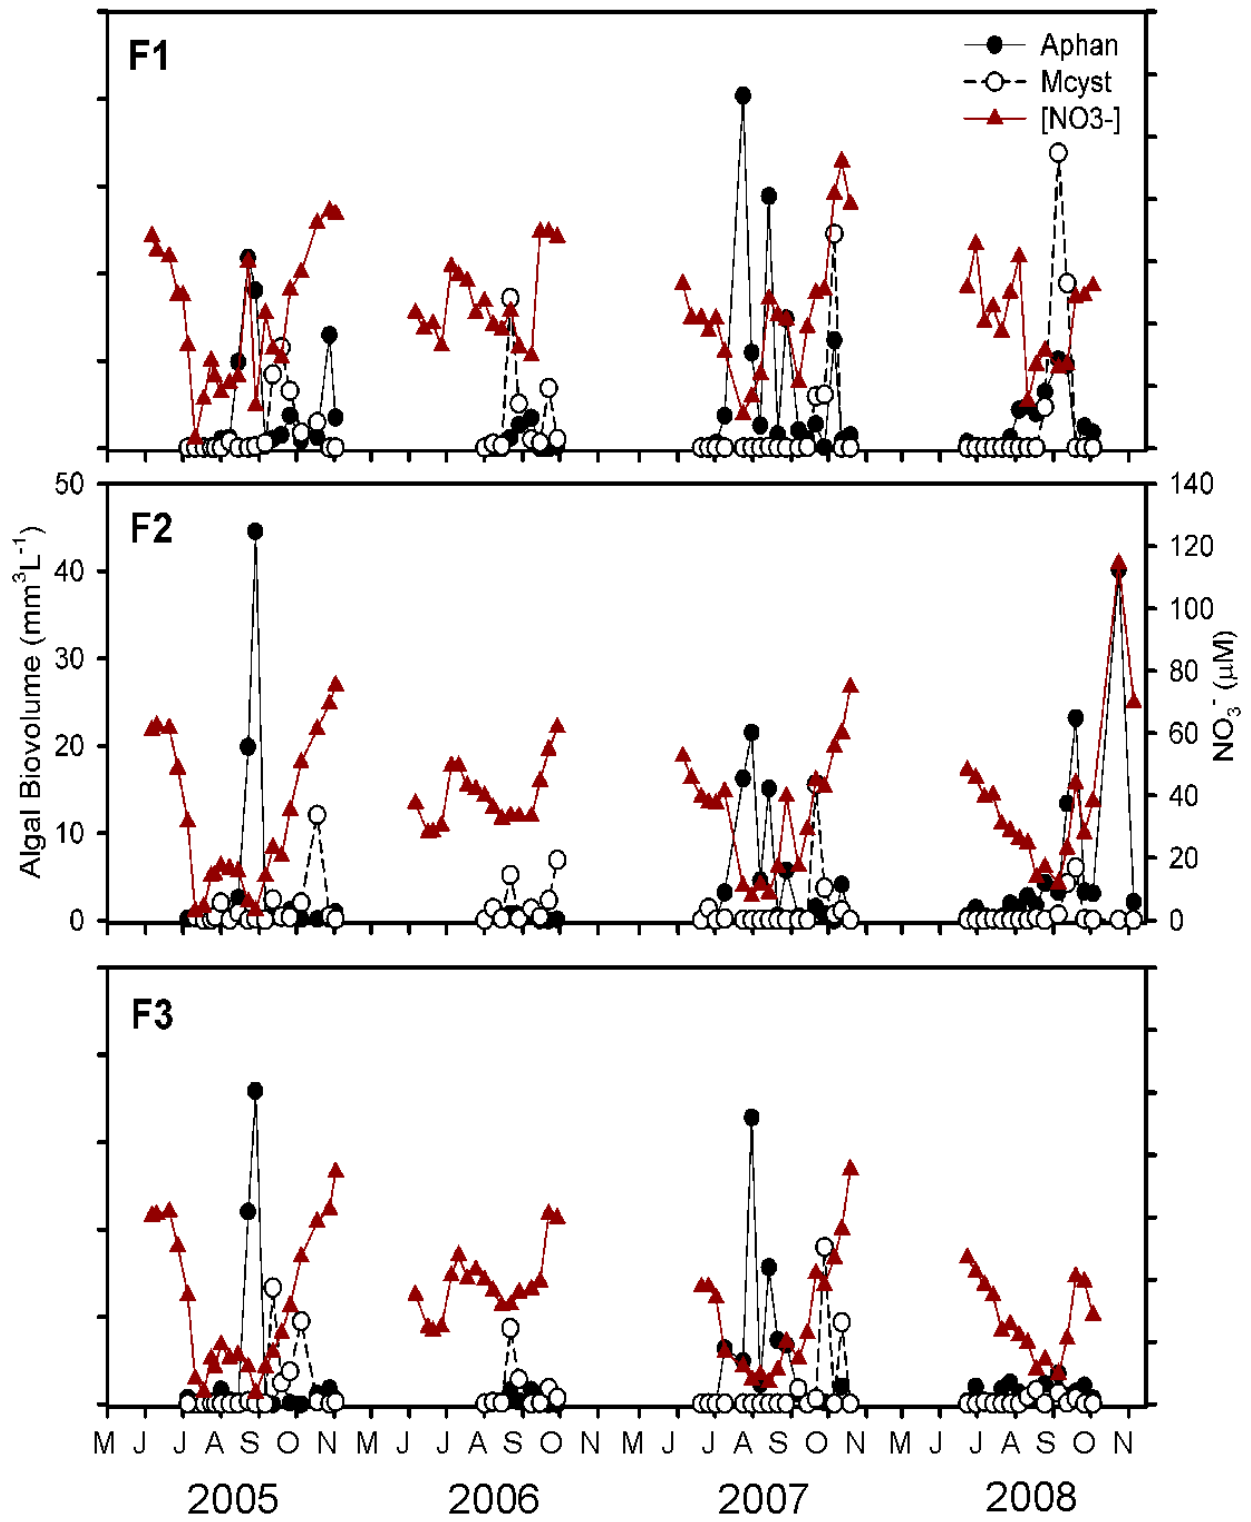 F1
Aphan
Mcyst
[NO3-]
F2
50
40
30
20
10
0
Algal Biovolume (mm³L⁻¹)
140
120
100
80
60
40
20
0
NO₃⁻ (μM)
F3
M J J A S O N M J J A S O N M J J A S O N M J J A S O N
2005 2006 2007 2008